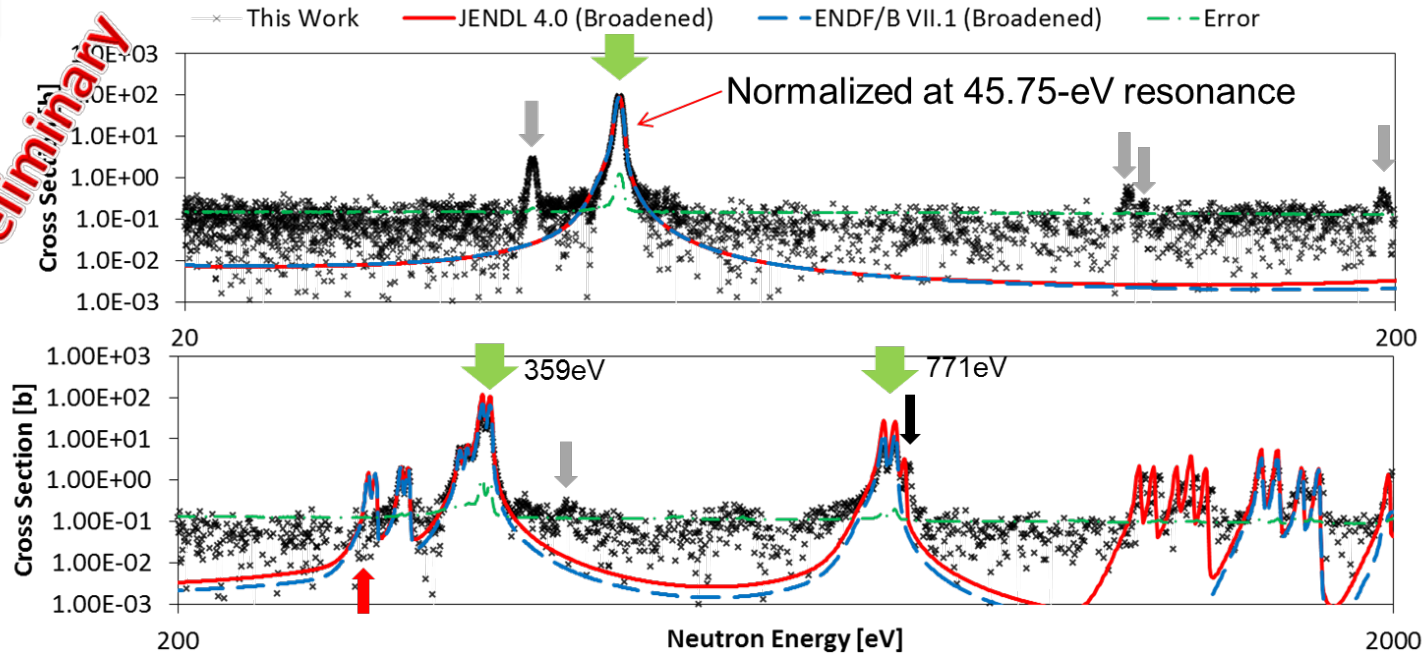 This Work JENDL 4.0 (Broadened) ENDF/B VII.1 (Broadened) Error
eliminary
Cross Section [b]
1.0E+03
.0E+02
1.0E+01
1.0E+00
1.0E-01
1.0E-02
1.0E-03
Normalized at 45.75-eV resonance
20 200
Cross Section [b]
1.00E+03
1.00E+02
1.00E+01
1.00E+00
1.00E-01
1.00E-02
1.00E-03
359eV 771eV
200 Neutron Energy [eV] 2000